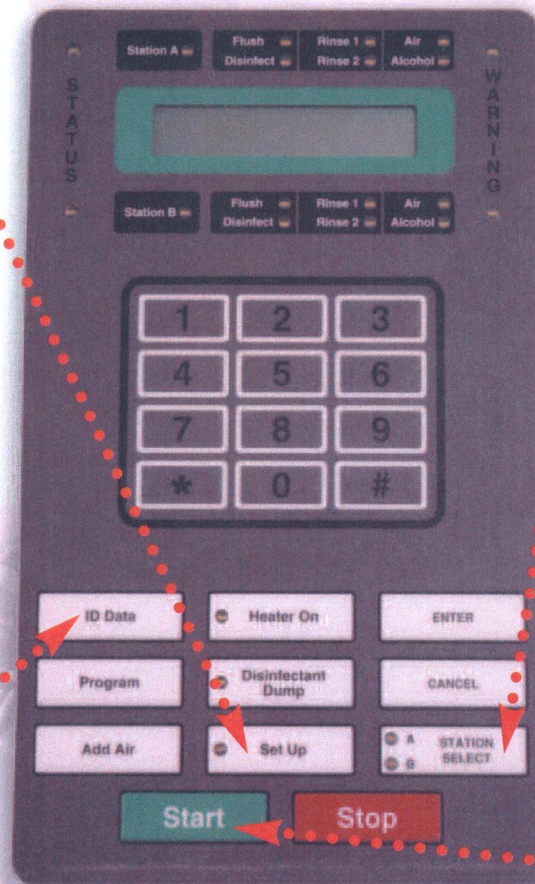 Station A Flush Rinse 1 Air
Disinfect Rinse 2 Alcohol
STATUS
WARNING
Station B Flush Rinse 1 Air
Disinfect Rinse 2 Alcohol
1 2 3
4 5 6
7 8 9
* 0 #
ID Data Heater On ENTER
Program Disinfectant Dump CANCEL
Add Air Set Up A B STATION SELECT
Start Stop